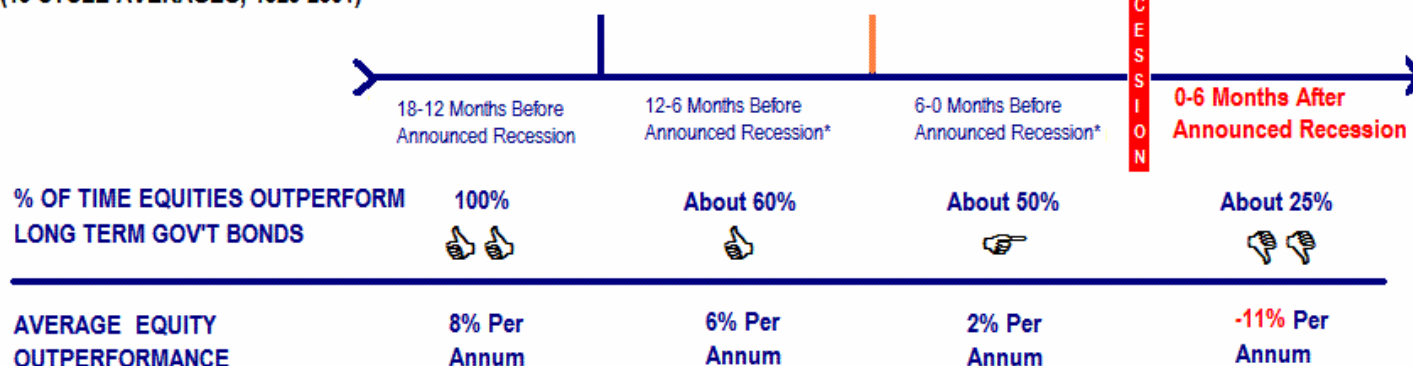 C
E
S
S
I
O
N
18-12 Months Before
Announced Recession
12-6 Months Before
Announced Recession*
6-0 Months Before
Announced Recession*
0-6 Months After
Announced Recession
% OF TIME EQUITIES OUTPERFORM
LONG TERM GOV'T BONDS
100%
About 60%
About 50%
About 25%
AVERAGE EQUITY
OUTPERFORMANCE
8% Per
Annum
6% Per
Annum
2% Per
Annum
-11% Per
Annum